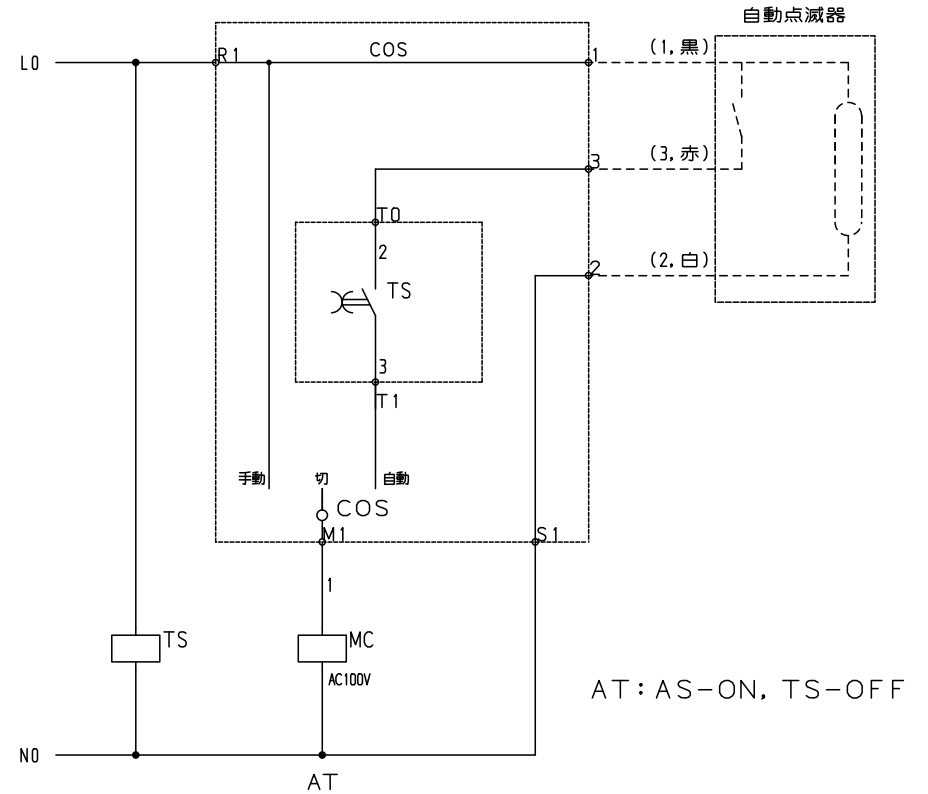 自動点滅器
L0
R1
COS
1
(1,黒)
3
(3,赤)
T0
2
2
(2,白)
TS
3
T1
手動
切
自動
COS
M1
S1
1
TS
MC
AC100V
AT:AS-ON, TS-OFF
N0
AT